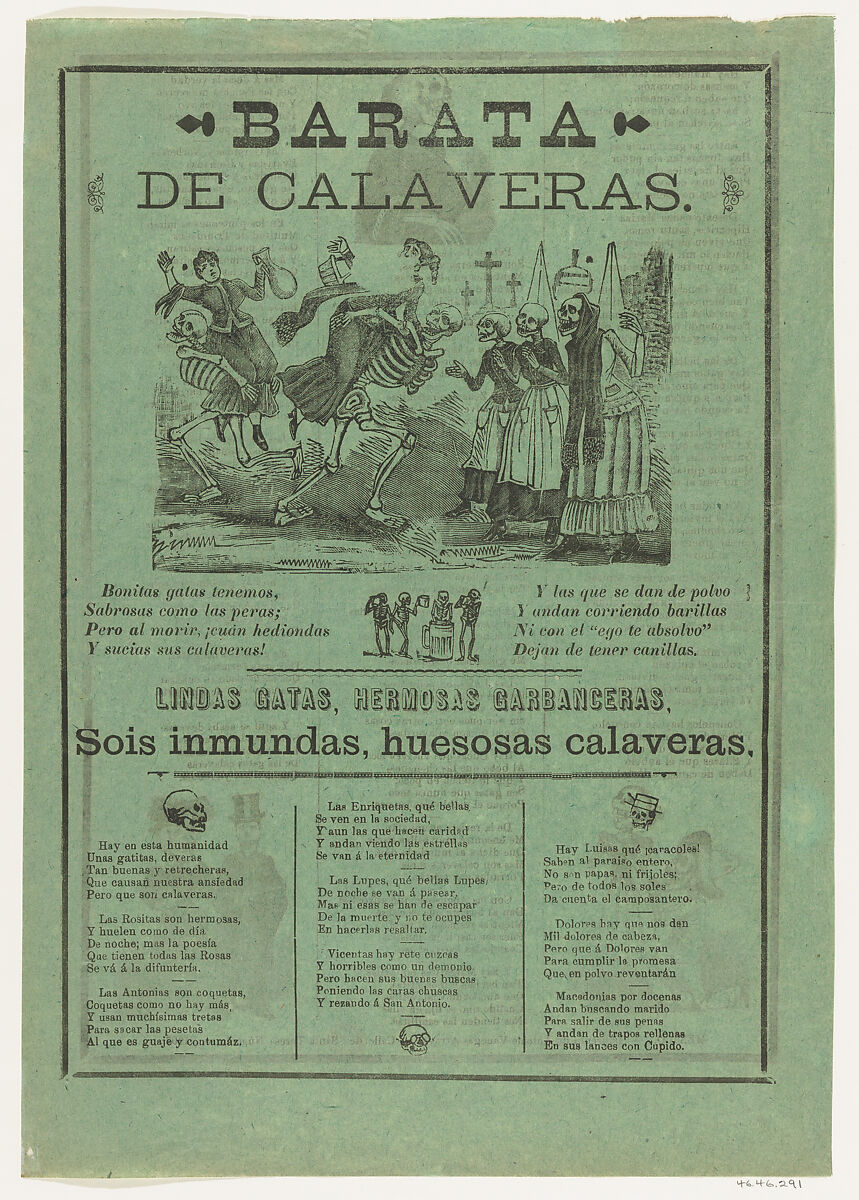 BARATA
DE CALAVERAS.
Bonitas gatas tenemos,
Sabrosas como las peras;
Pero al morir, ¡cuán hediondas
Y sucias sus calaveras!
Y las que se dan de polvo
Y andan corriendo barillas
Ni con el “ego te absolvo”
Dejan de tener canillas.
LINDAS GATAS, HERMOSAS GARBANCERAS,
Sois inmundas, huesosas calaveras.
Hay en esta humanidad
Unas gatitas, deveras
Tan buenas y retrecheras,
Que causan nuestra ansiedad
Pero que son calaveras.
Las Rositas son hermosas,
Y huelen como de día
De noche; mas la poesía
Que tienen todas las Rosas
Se vá á la difuntería.
Las Antonias son coquetas,
Coquetas como no hay más,
Y usan muchísimas tretas
Para sacar las pesetas
Al que es guaje y contumáz.
Las Enriquetas, qué bellas
Se ven en la sociedad,
Y aun las que hacen caridad
Y andan viendo las estrellas
Se van á la eternidad
Las Lupes, qué bellas Lupes,
De noche se van á pasear,
Mas ni esas se han de escapar
De la muerte y no te ocupes
En hacerlas resaltar.
Vicentas hay rete cuzcas
Y horribles como un demonio,
Pero hacen sus buenas buscas
Poniendo las caras chuscas
Y rezando á San Antonio.
Hay Luisas qué ¡caracoles!
Saben al paraiso entero,
No son papas, ni frijoles;
Pero de todos los soles
Da cuenta el camposantero.
Dolores hay que nos dan
Mil dolores de cabeza,
Pero que á Dolores van
Para cumplir la promesa
Que, en polvo reventarán
Macedonias por docenas
Andan buscando marido
Para salir de sus penas
Y andan de trapos rellenas
En sus lances con Cupido.
46.46.291